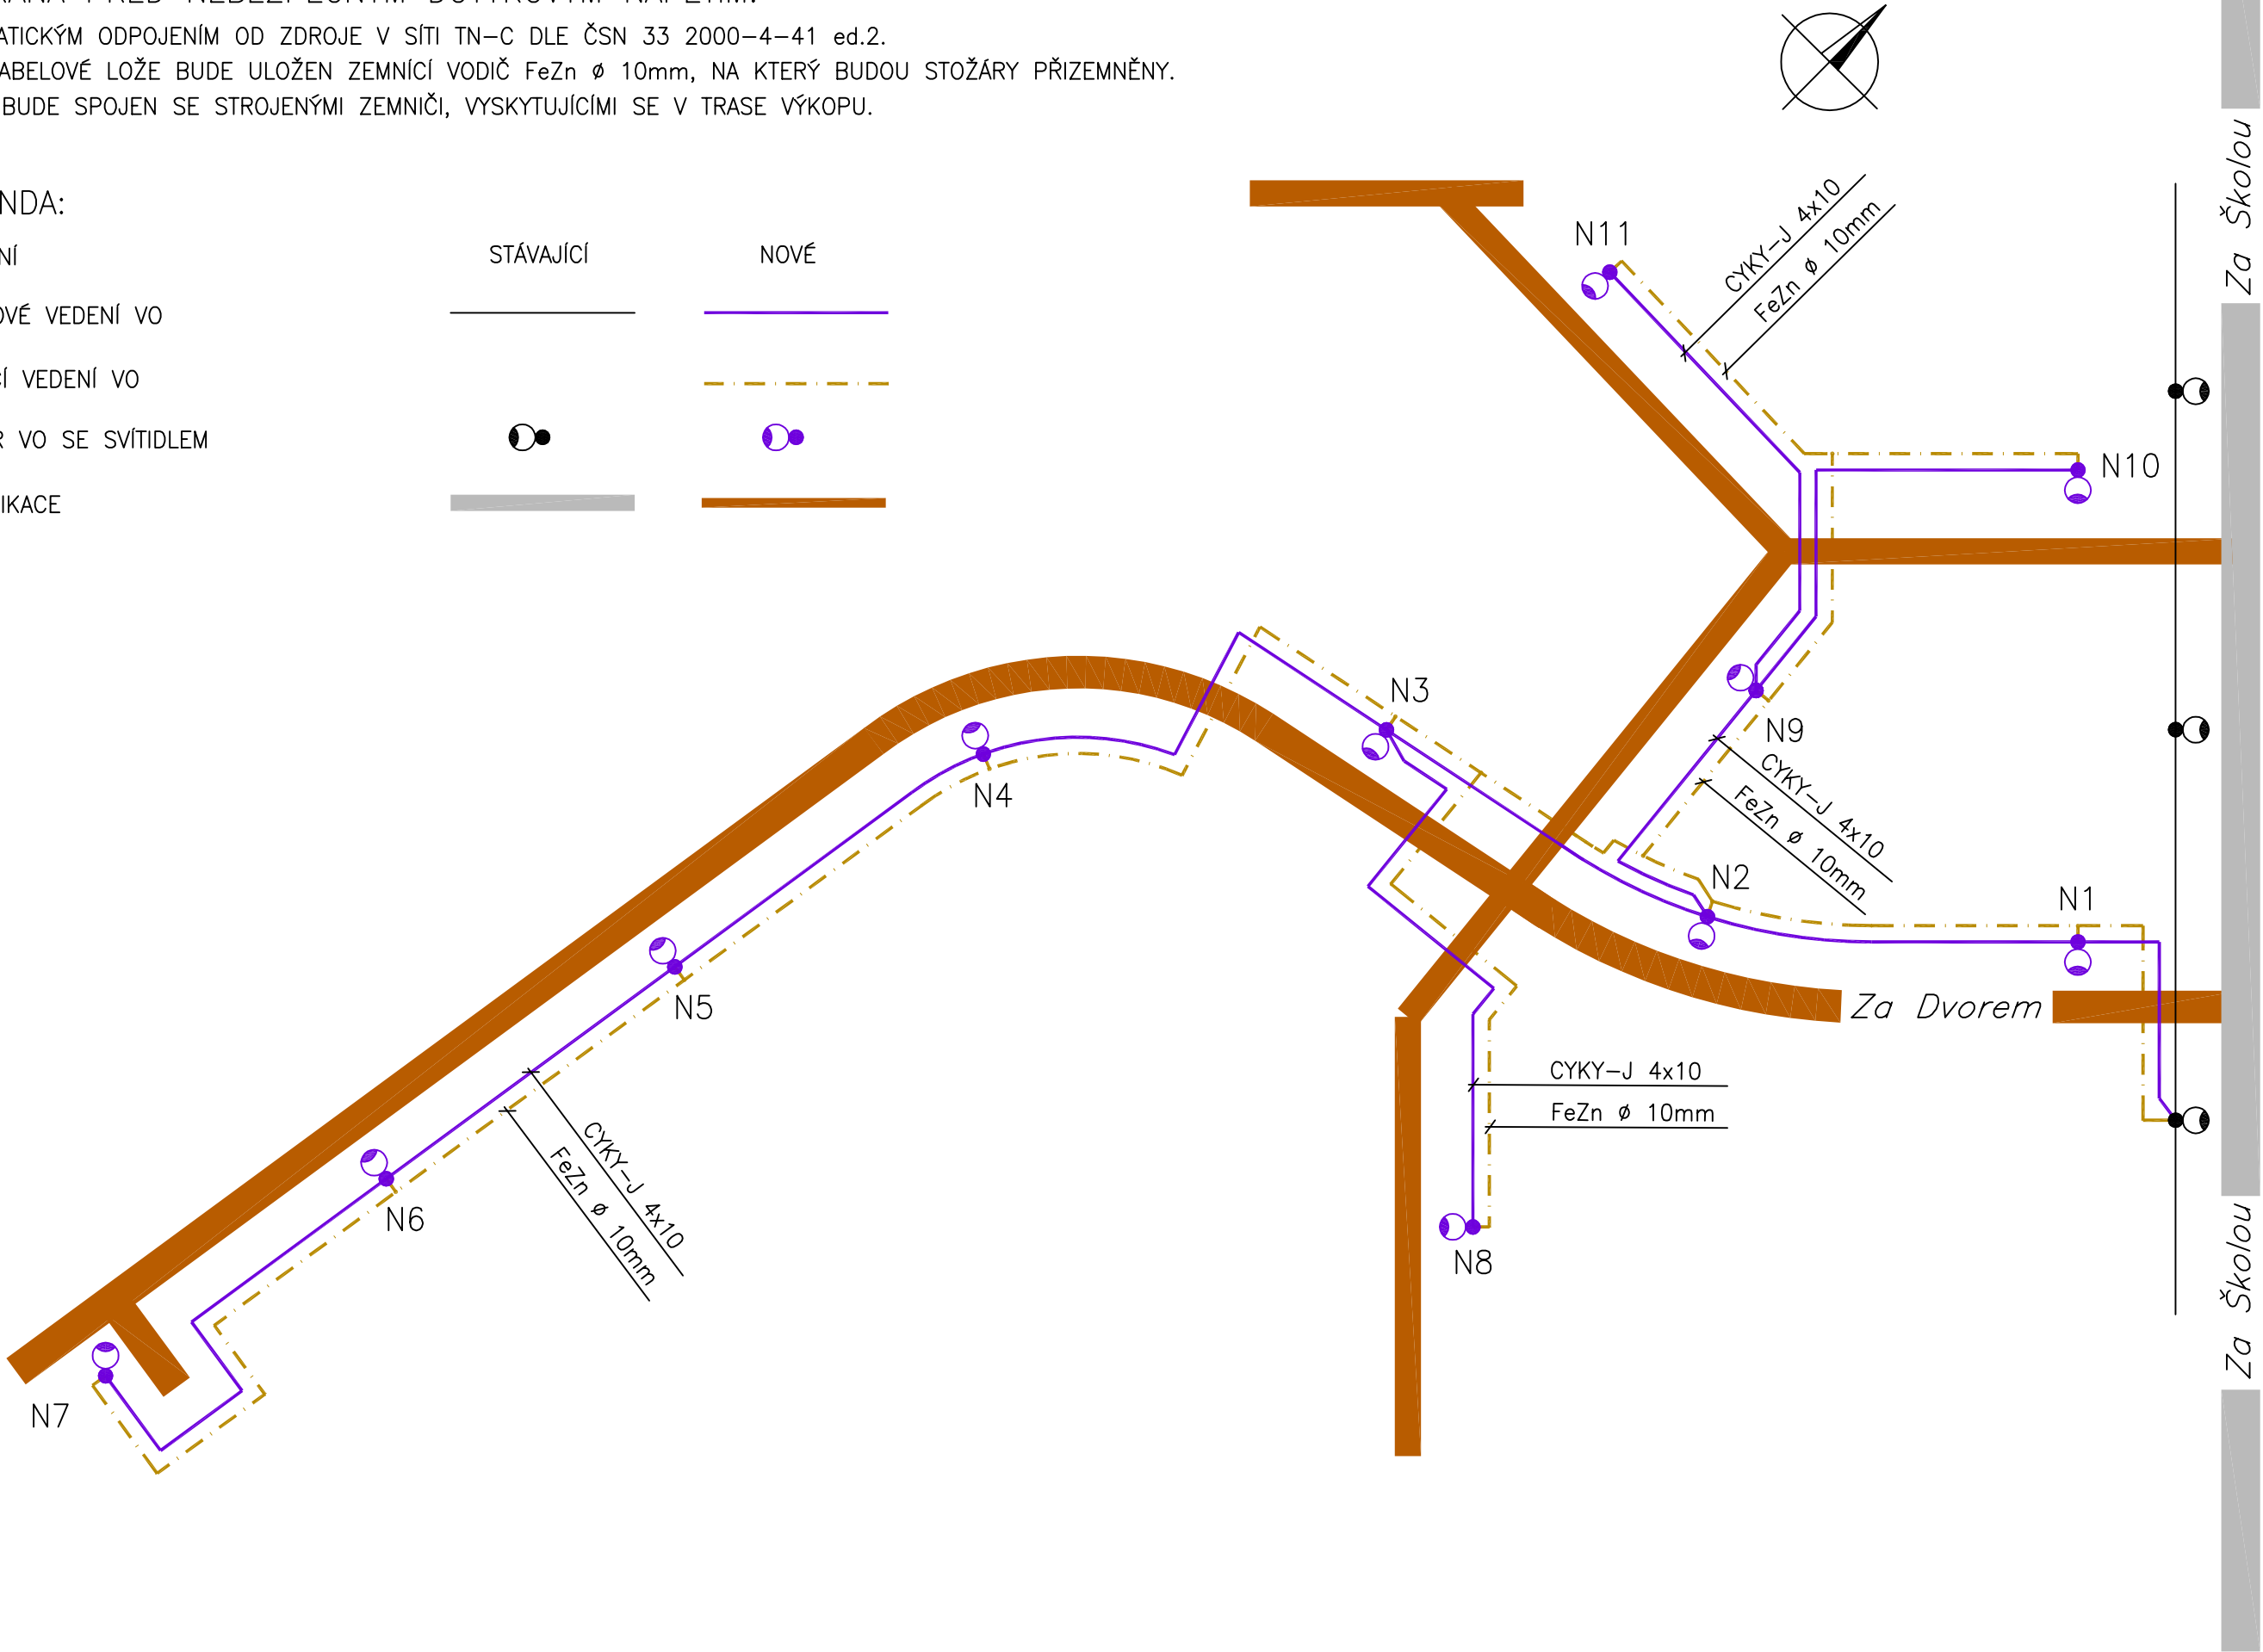 ATICKÝM ODPOJENÍM OD ZDROJE V SÍTI TN-C DLE ČSN 33 2000-4-41 ed.2.
ABELOVÉ LOŽE BUDE ULOŽEN ZEMNÍCÍ VODIČ FeZn ø 10mm, NA KTERÝ BUDOU STOŽÁRY PŘIZEMNĚNY.
BUDE SPOJEN SE STROJENÝMI ZEMNIČI, VYSKYTUJÍCÍMI SE V TRASE VÝKOPU.
NDA:
NÍ STÁVAJÍCÍ NOVÉ
OVÉ VEDENÍ VO
Í VEDENÍ VO
R VO SE SVÍTIDLEM
IKACE
Za Školou
N11
CYKY-J 4x10
FeZn ø 10mm
N10
N3
N9
CYKY-J 4x10
FeZn ø 10mm
N4
N2
N1
N5
Za Dvorem
CYKY-J 4x10
FeZn ø 10mm
CYKY-J 4x10
FeZn ø 10mm
N6
N8
Za Školou
N7